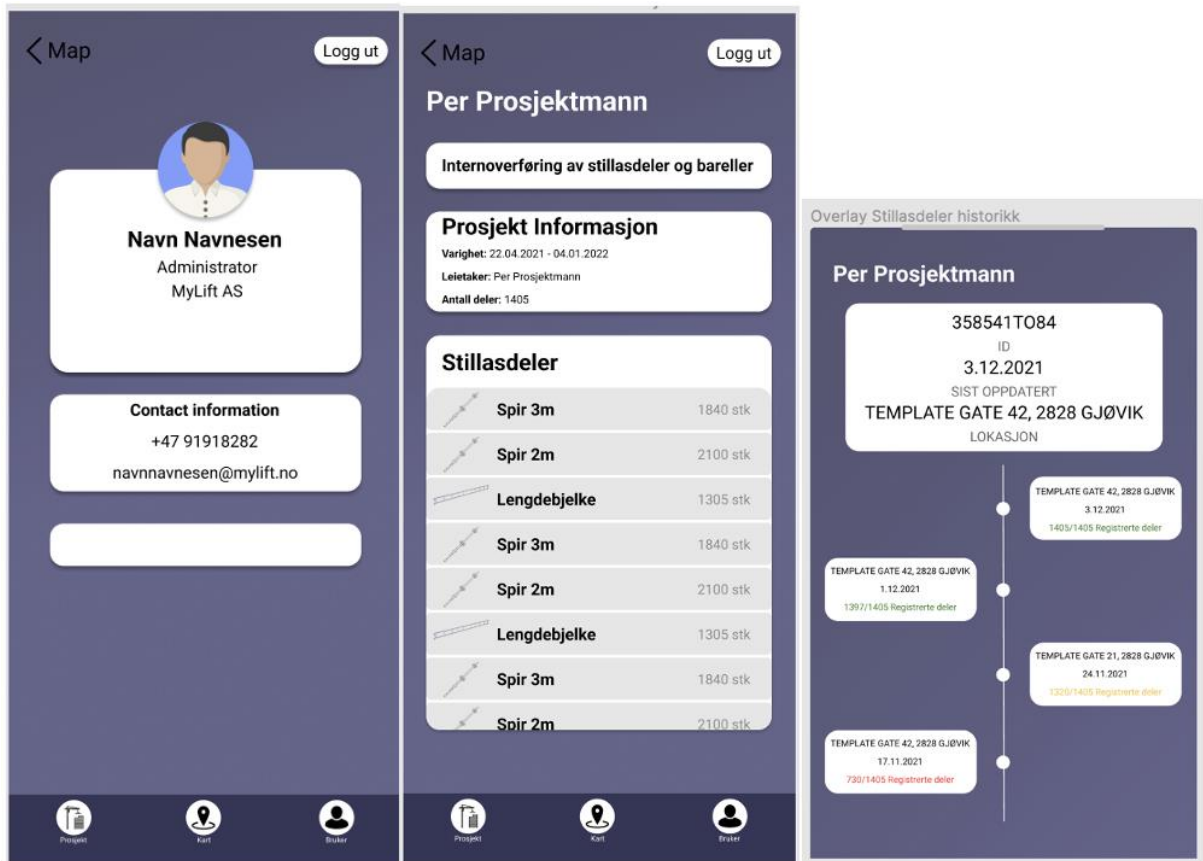 Map
Logg ut
Navn Navnesen
Administrator
MyLift AS
Contact information
+47 91918282
navnnavnesen@mylift.no
Prosjekt
Kart
Bruker
Map
Logg ut
Per Prosjektmann
Internoverføring av stillasdeler og bareller
Prosjekt Informasjon
Varighet: 22.04.2021 - 04.01.2022
Leietaker: Per Prosjektmann
Antall deler: 1405
Stillasdeler
Spir 3m 1840 stk
Spir 2m 2100 stk
Lengdebjelke 1305 stk
Spir 3m 1840 stk
Spir 2m 2100 stk
Lengdebjelke 1305 stk
Spir 3m 1840 stk
Spir 2m 2100 stk
Prosjekt
Kart
Bruker
Overlay Stillasdeler historikk
Per Prosjektmann
358541TO84
ID
3.12.2021
SIST OPPDATERT
TEMPLATE GATE 42, 2828 GJØVIK
LOKASJON
TEMPLATE GATE 42, 2828 GJØVIK
3.12.2021
1405/1405 Registrerte deler
TEMPLATE GATE 42, 2828 GJØVIK
1.12.2021
1397/1405 Registrerte deler
TEMPLATE GATE 21, 2828 GJØVIK
24.11.2021
1320/1405 Registrerte deler
TEMPLATE GATE 42, 2828 GJØVIK
17.11.2021
730/1405 Registrerte deler